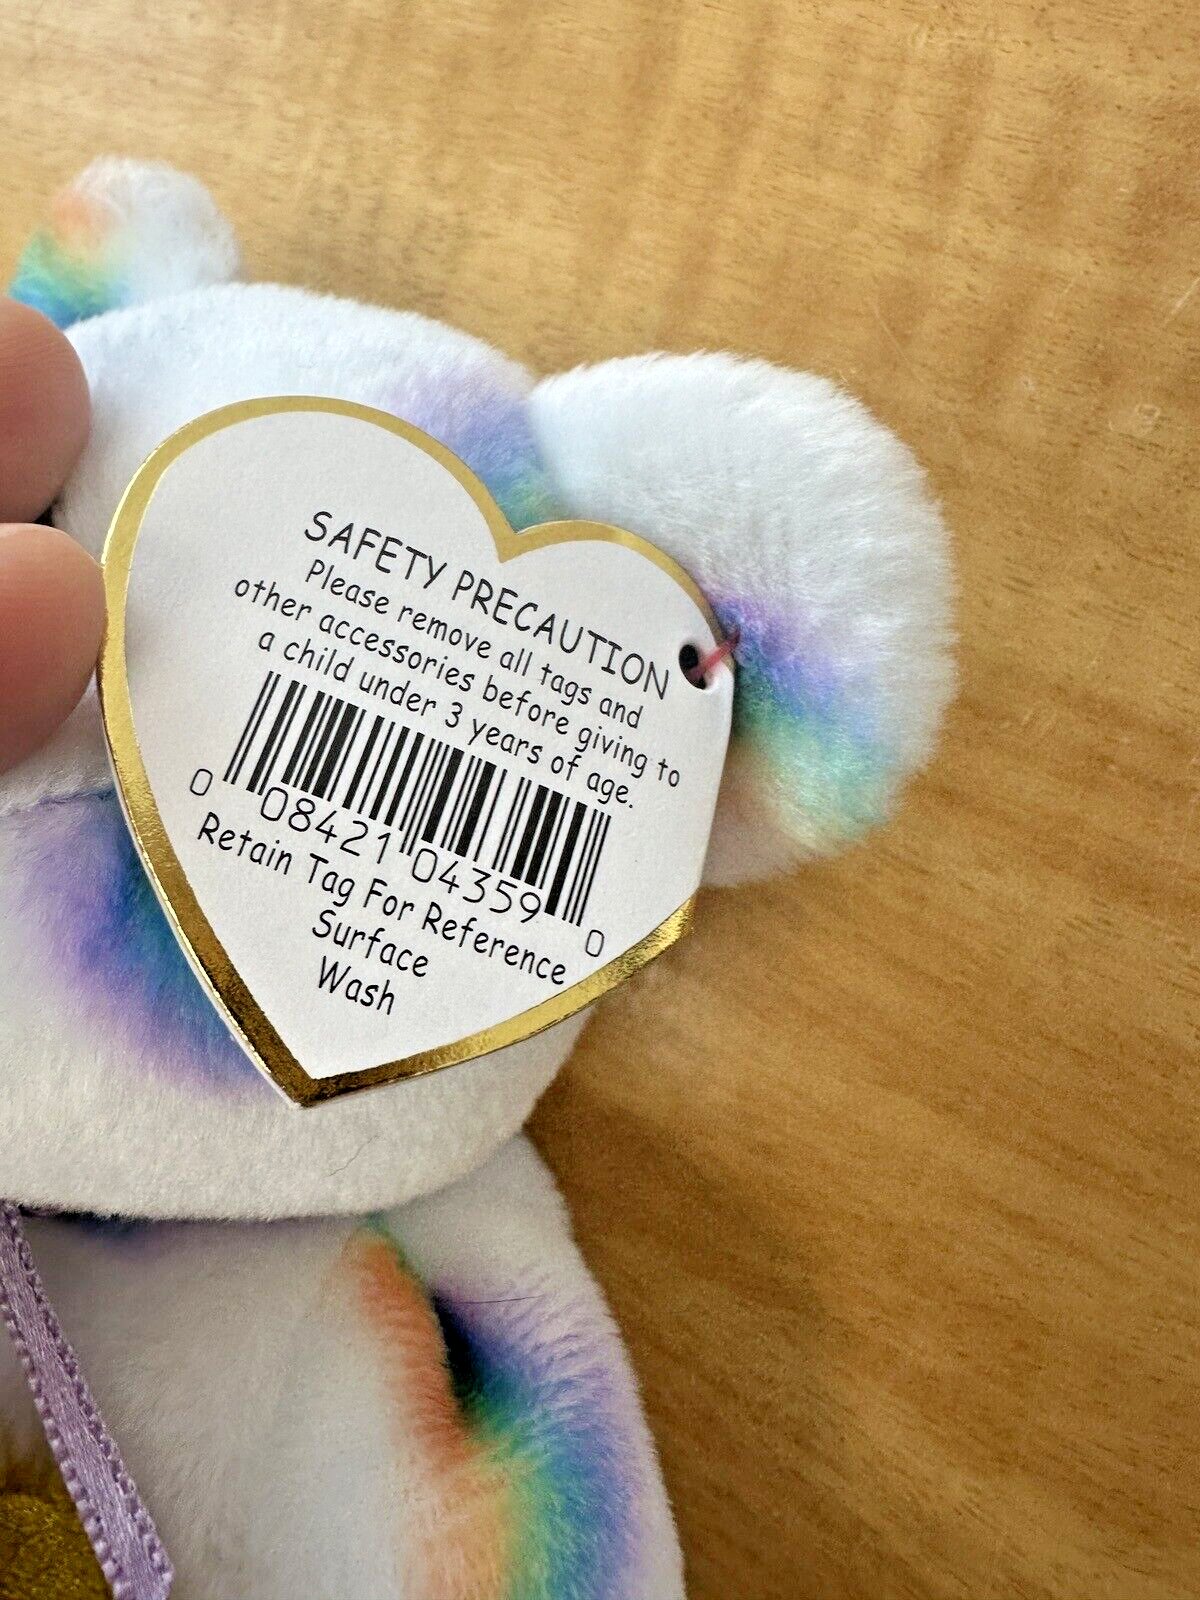 SAFETY PRECAUTION
Please remove all tags and
other accessories before giving to
a child under 3 years of age.
0 08421 04359 0
Retain Tag For Reference
Surface
Wash